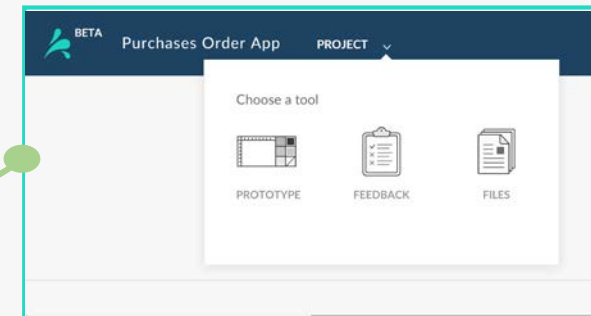 BETA
Purchases Order App PROJECT
Choose a tool
PROTOTYPE FEEDBACK FILES